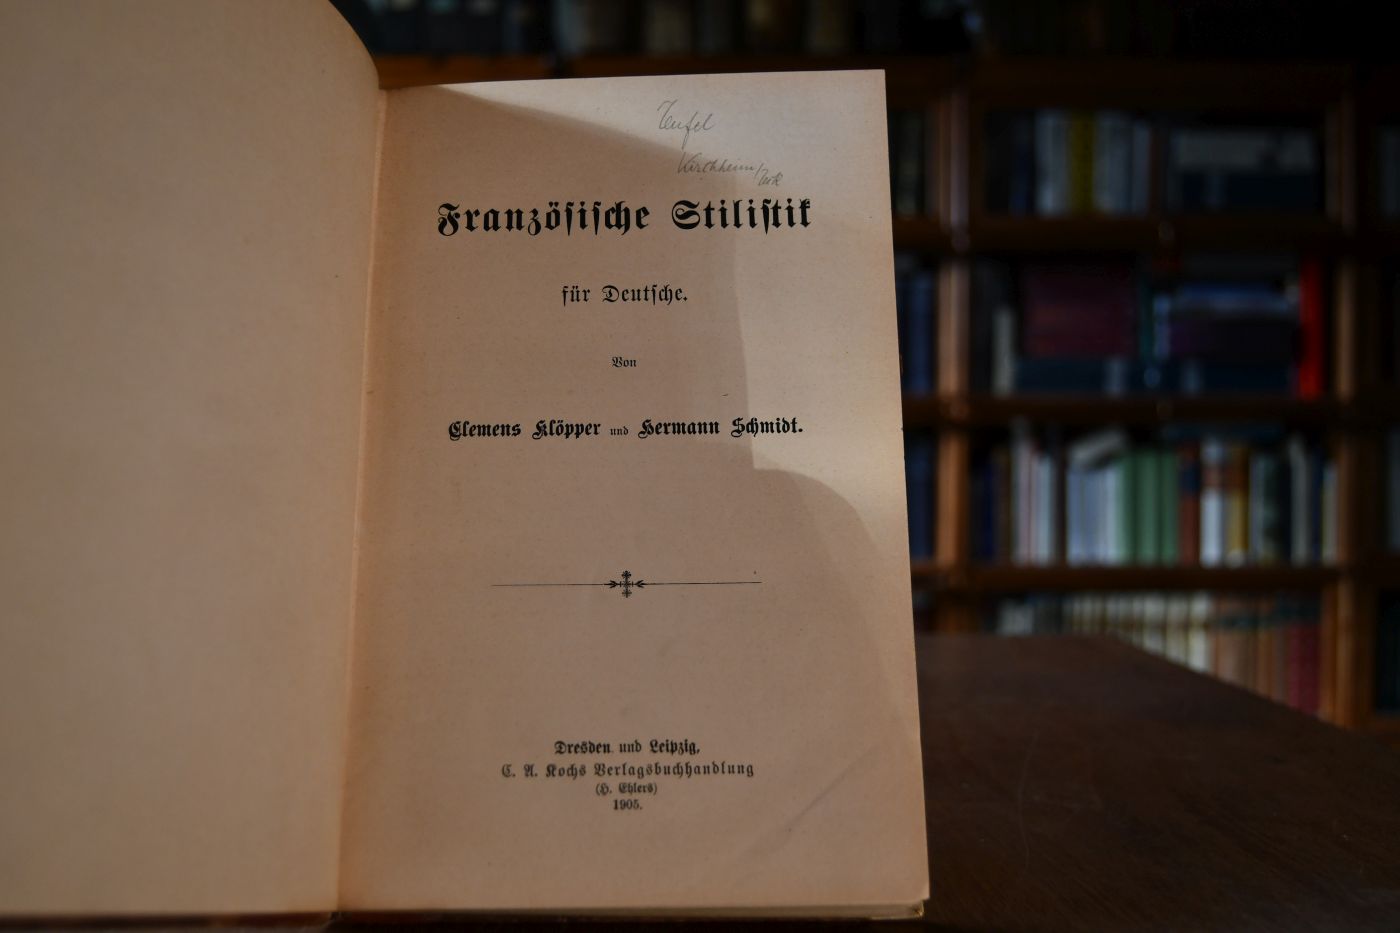 Teufel
Kirchheim/Teck
Französische Stilistik
für Deutsche.
Von
Clemens Klöpper und Hermann Schmidt.
Dresden und Leipzig,
C. A. Kochs Verlagsbuchhandlung
(H. Ehlers)
1905.